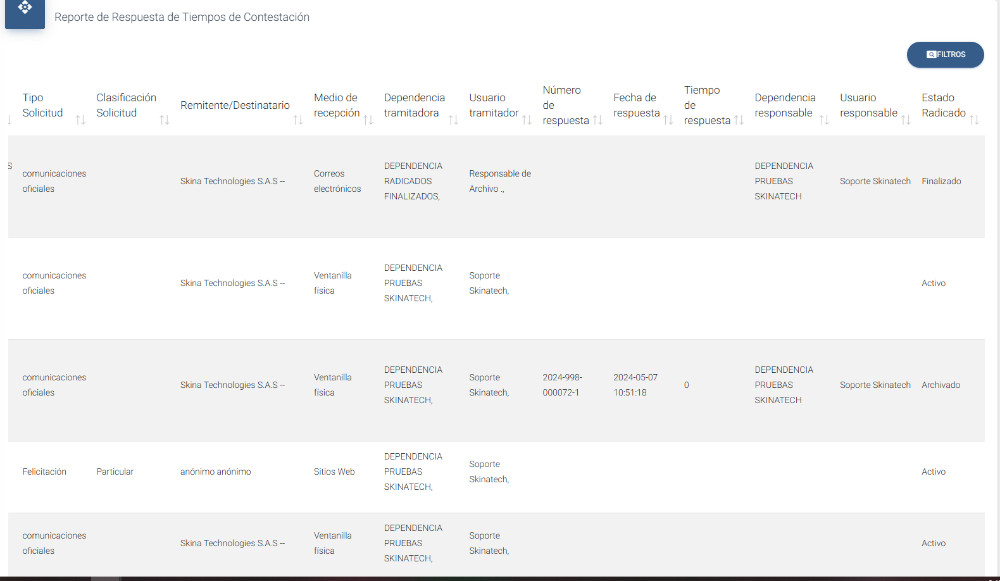 Reporte de Respuesta de Tiempos de Contestación
FILTROS
Tipo
Solicitud
Clasificación
Solicitud
Remitente/Destinatario
Medio de
recepción
Dependencia
tramitadora
Usuario
tramitador
Número
de
respuesta
Fecha de
respuesta
Tiempo
de
respuesta
Dependencia
responsable
Usuario
responsable
Estado
Radicado
S
comunicaciones
oficiales
Skina Technologies S.A.S --
Correos
electrónicos
DEPENDENCIA
RADICADOS
FINALIZADOS,
Responsable de
Archivo .,
DEPENDENCIA
PRUEBAS
SKINATECH
Soporte Skinatech
Finalizado
comunicaciones
oficiales
Skina Technologies S.A.S --
Ventanilla
física
DEPENDENCIA
PRUEBAS
SKINATECH,
Soporte
Skinatech,
Activo
comunicaciones
oficiales
Skina Technologies S.A.S --
Ventanilla
física
DEPENDENCIA
PRUEBAS
SKINATECH,
Soporte
Skinatech,
2024-998-
000072-1
2024-05-07
10:51:18
0
DEPENDENCIA
PRUEBAS
SKINATECH
Soporte Skinatech
Archivado
Felicitación
Particular
anónimo anónimo
Sitios Web
DEPENDENCIA
PRUEBAS
SKINATECH,
Soporte
Skinatech,
Activo
comunicaciones
oficiales
Skina Technologies S.A.S --
Ventanilla
física
DEPENDENCIA
PRUEBAS
SKINATECH,
Soporte
Skinatech,
Activo